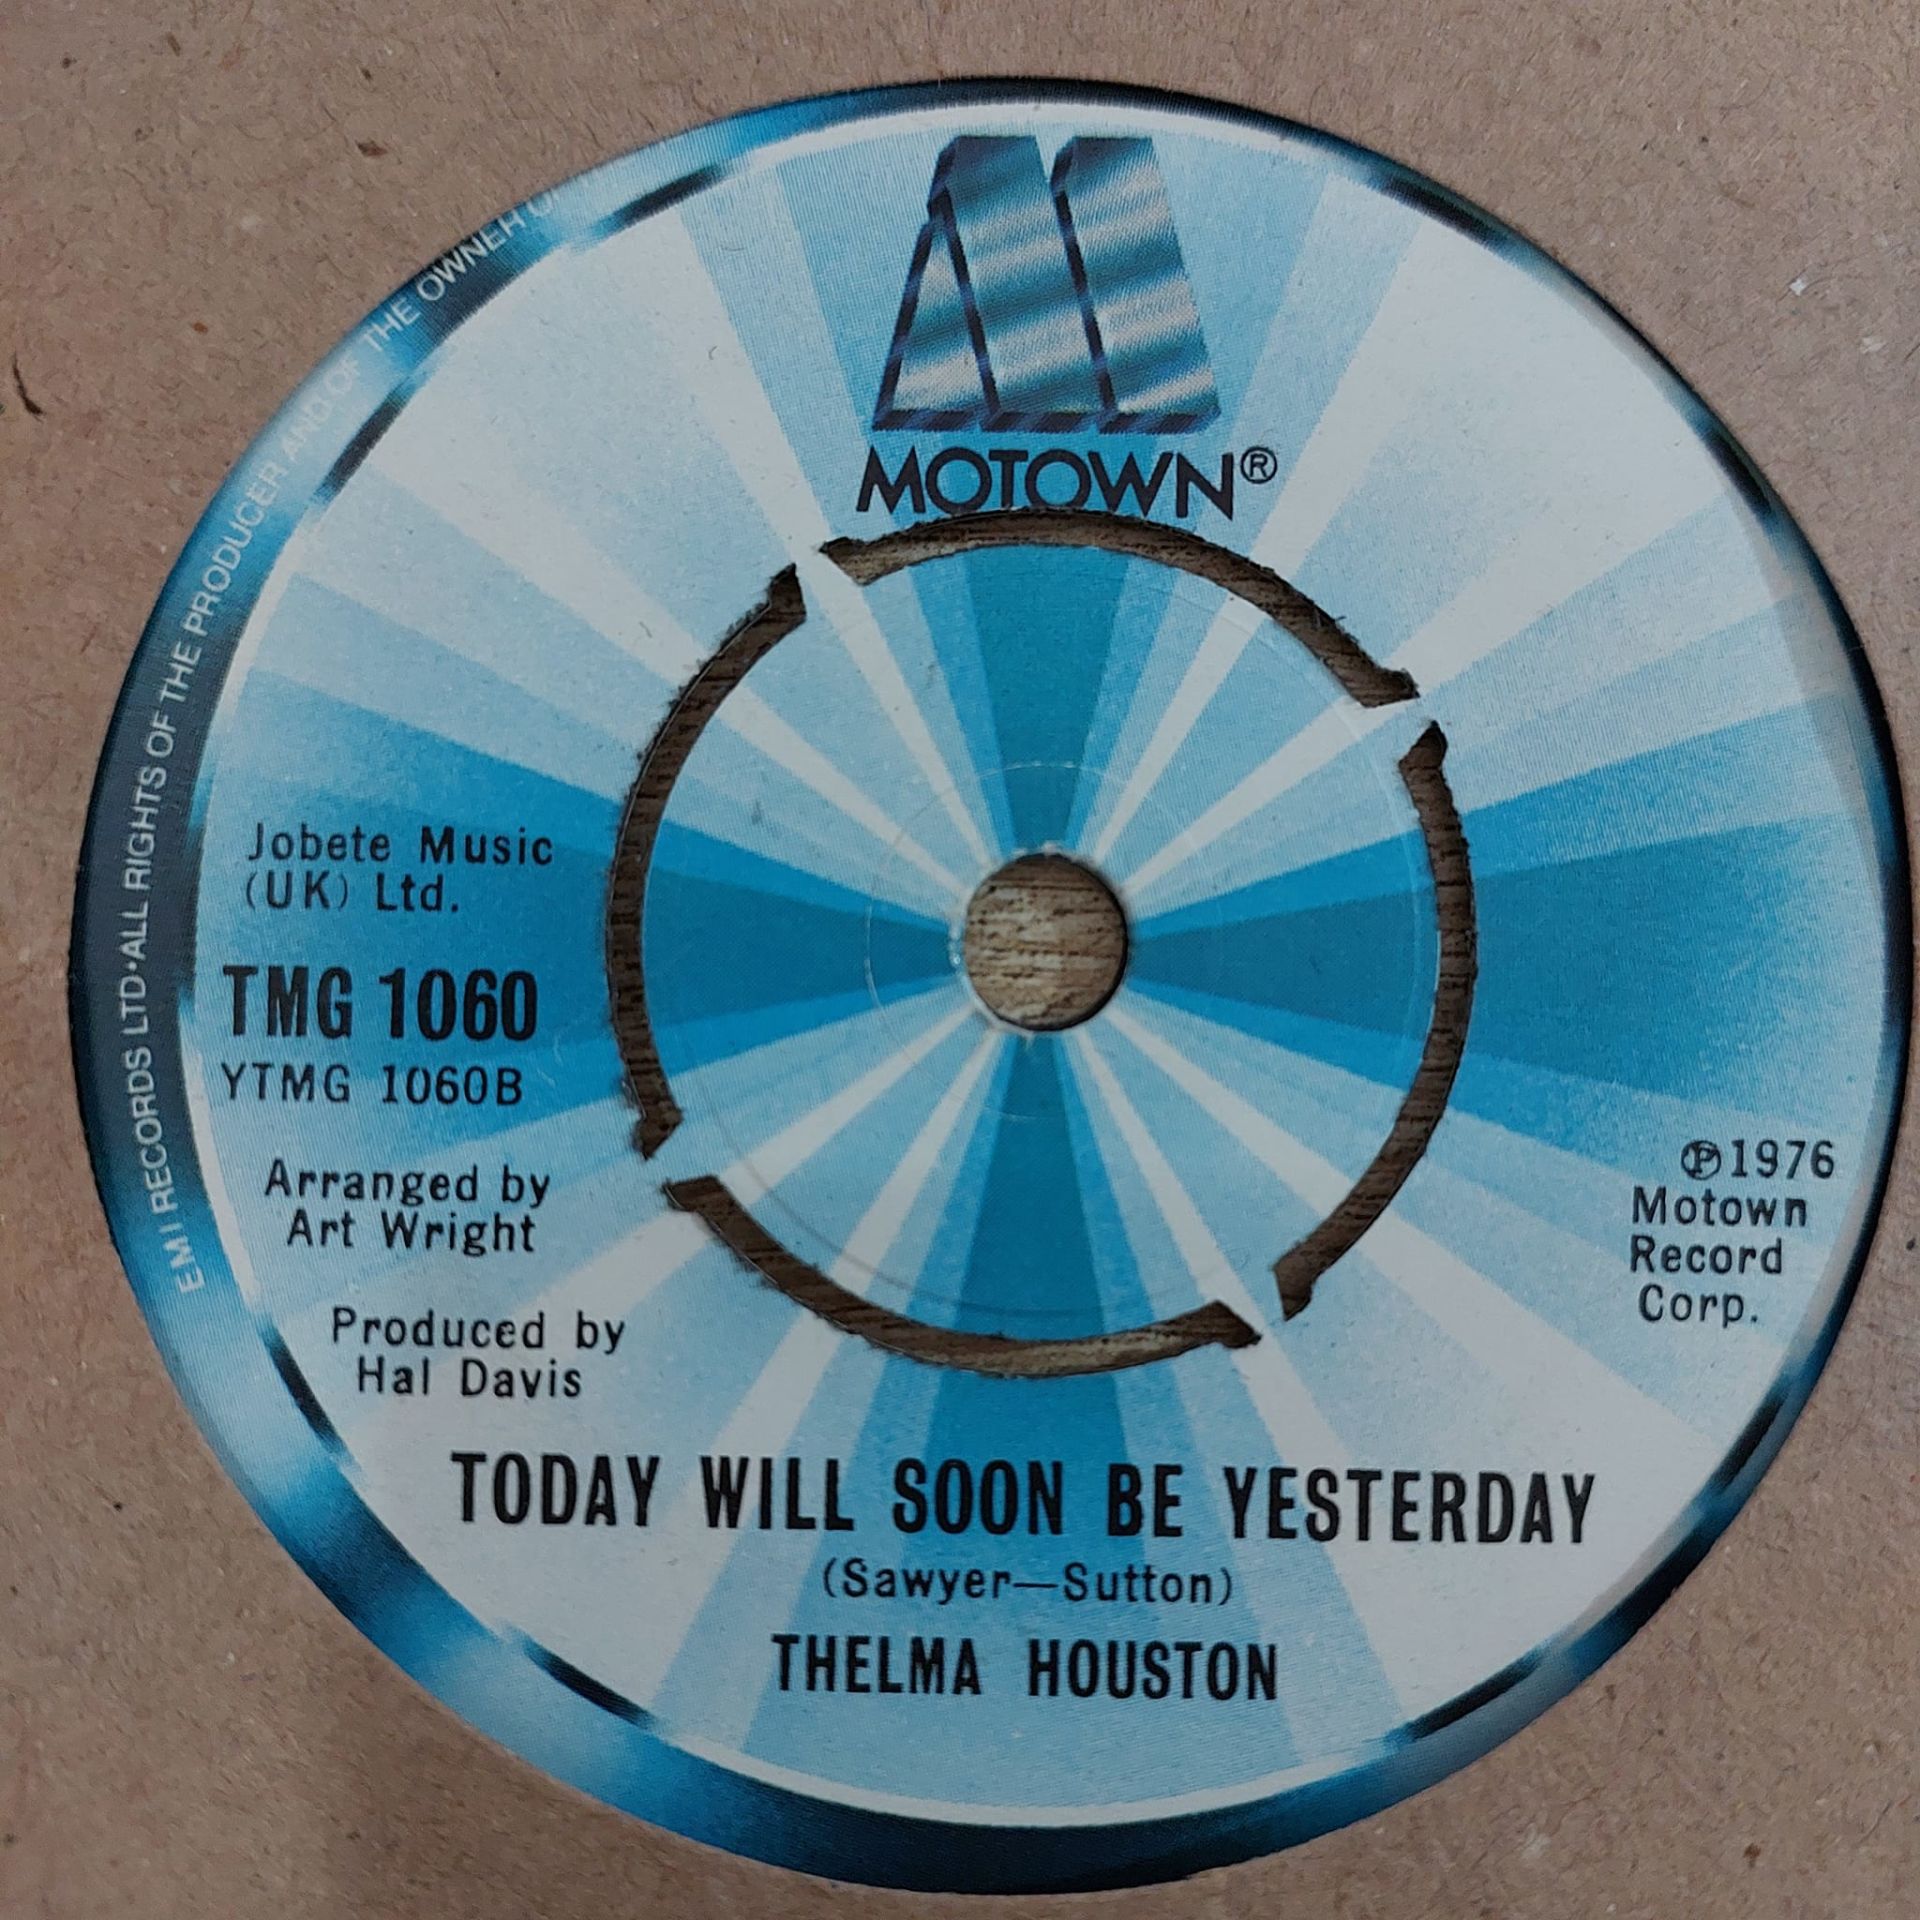 EMI RECORDS LTD·ALL RIGHTS OF THE PRODUCER AND OF THE OWNER
MOTOWN®
Jobete Music
(UK) Ltd.
TMG 1060
YTMG 1060B
Arranged by
Art Wright
Produced by
Hal Davis
℗1976
Motown
Record
Corp.
TODAY WILL SOON BE YESTERDAY
(Sawyer—Sutton)
THELMA HOUSTON